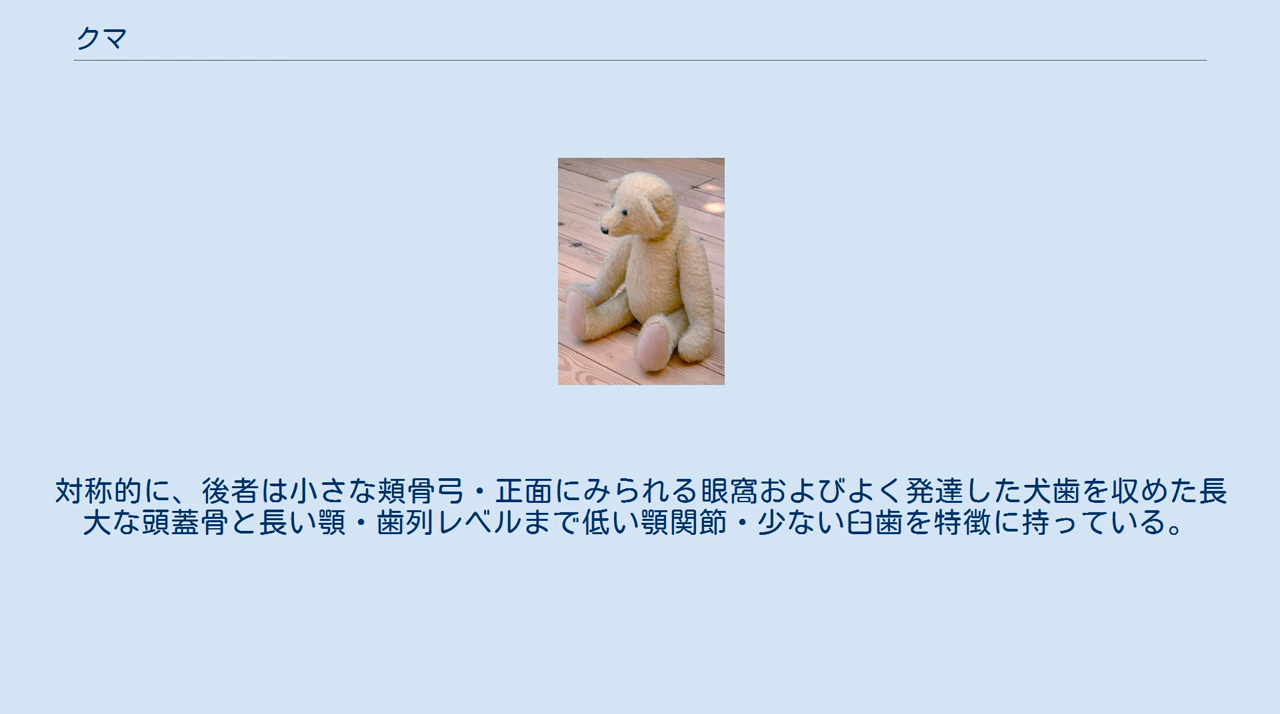 クマ
対称的に、後者は小さな頬骨弓・正面にみられる眼窩およびよく発達した犬歯を収めた長
大な頭蓋骨と長い顎・歯列レベルまで低い顎関節・少ない臼歯を特徴に持っている。